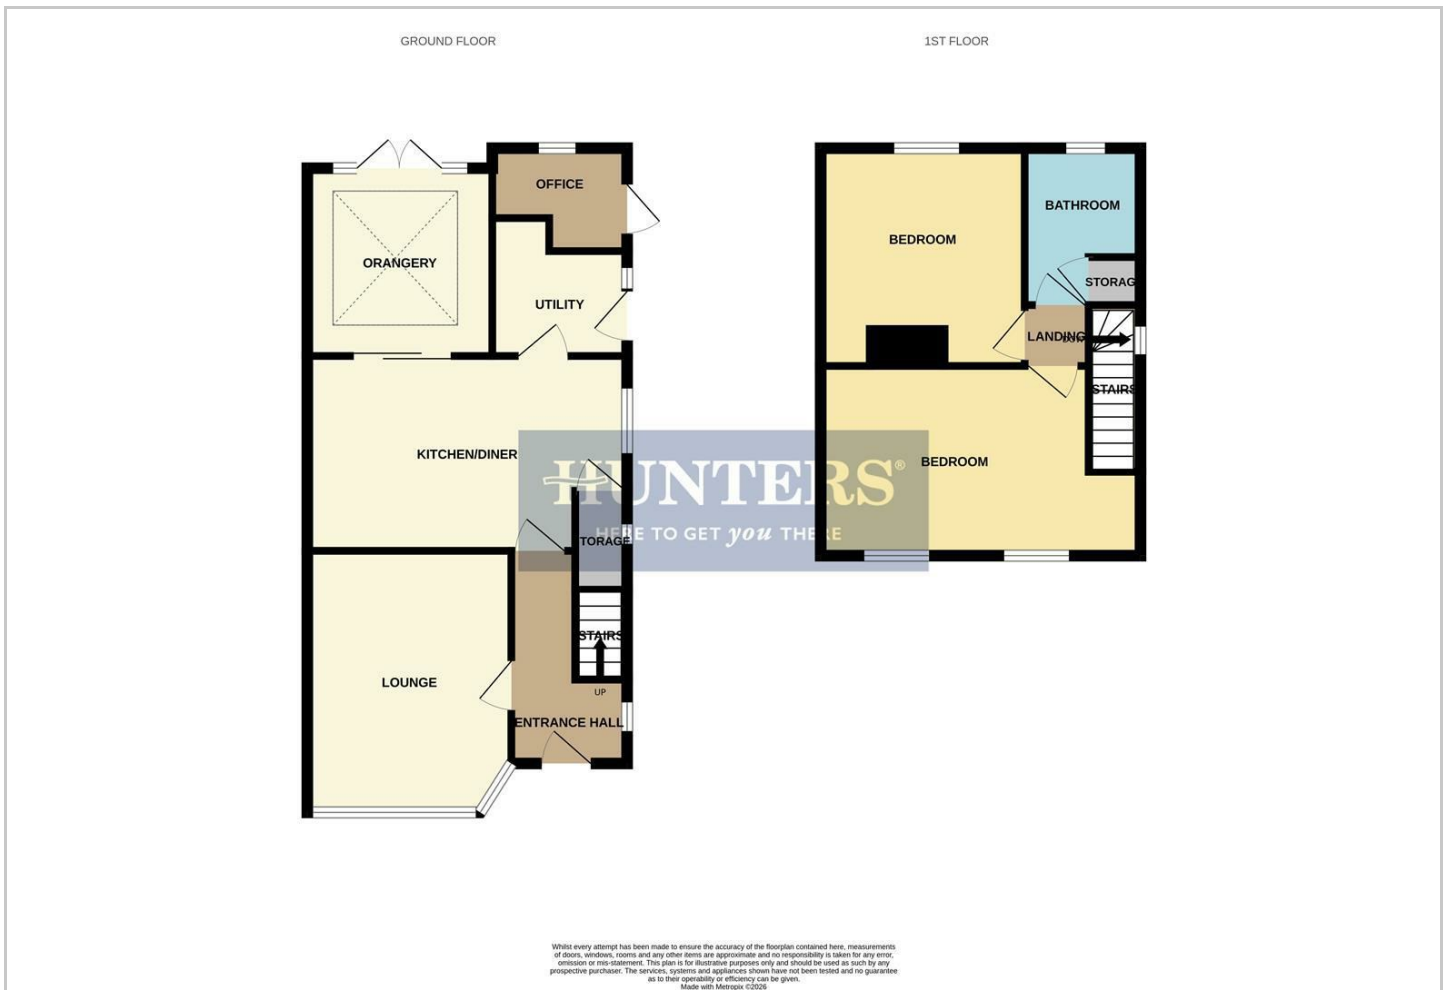 GROUND FLOOR
1ST FLOOR
OFFICE
ORANGERY
UTILITY
KITCHEN/DINER
TORAGE
STAIRS
UP
LOUNGE
ENTRANCE HALL
BEDROOM
BATHROOM
STORAG
LANDING
STAIRS
BEDROOM
HUNTERS®
HERE TO GET you THERE
Whilst every attempt has been made to ensure the accuracy of the floorplan contained here, measurements
of doors, windows, rooms and any other items are approximate and no responsibility is taken for any error,
omission or mis-statement. This plan is for illustrative purposes only and should be used as such by any
prospective purchaser. The services, systems and appliances shown have not been tested and no guarantee
as to their operability or efficiency can be given.
Made with Metropix ©2026